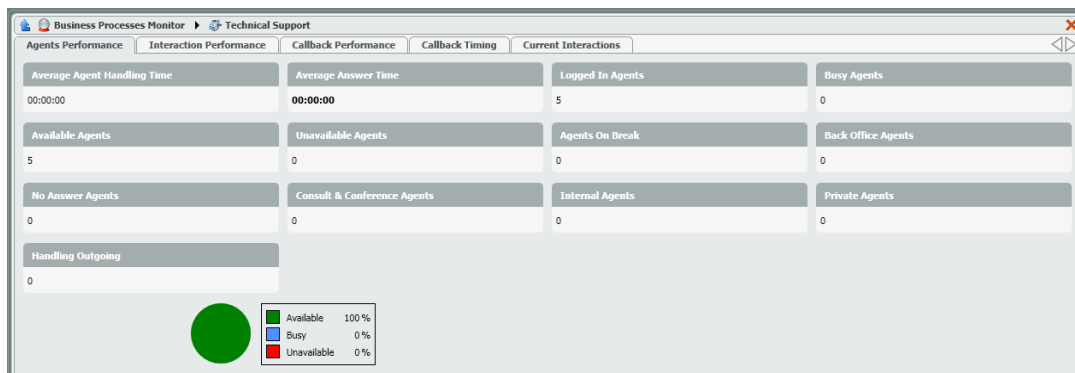 Business Processes Monitor Technical Support
Agents Performance Interaction Performance Callback Performance Callback Timing Current Interactions
Average Agent Handling Time Average Answer Time Logged In Agents Busy Agents
00:00:00 00:00:00 5 0
Available Agents Unavailable Agents Agents On Break Back Office Agents
5 0 0 0
No Answer Agents Consult & Conference Agents Internal Agents Private Agents
0 0 0 0
Handling Outgoing
0
Available 100 %
Busy 0 %
Unavailable 0 %